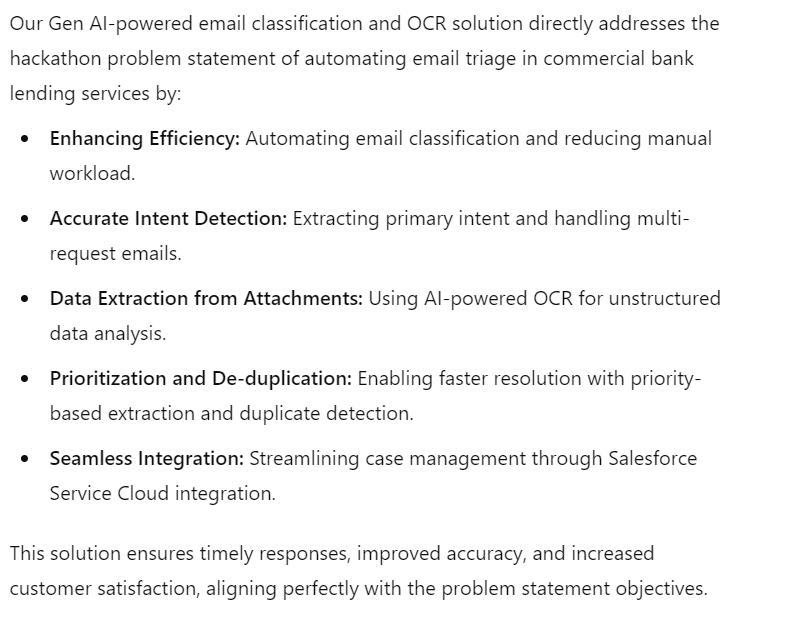 Our Gen AI-powered email classification and OCR solution directly addresses the
hackathon problem statement of automating email triage in commercial bank
lending services by:
• Enhancing Efficiency: Automating email classification and reducing manual
workload.
• Accurate Intent Detection: Extracting primary intent and handling multi-
request emails.
• Data Extraction from Attachments: Using AI-powered OCR for unstructured
data analysis.
• Prioritization and De-duplication: Enabling faster resolution with priority-
based extraction and duplicate detection.
• Seamless Integration: Streamlining case management through Salesforce
Service Cloud integration.
This solution ensures timely responses, improved accuracy, and increased
customer satisfaction, aligning perfectly with the problem statement objectives.